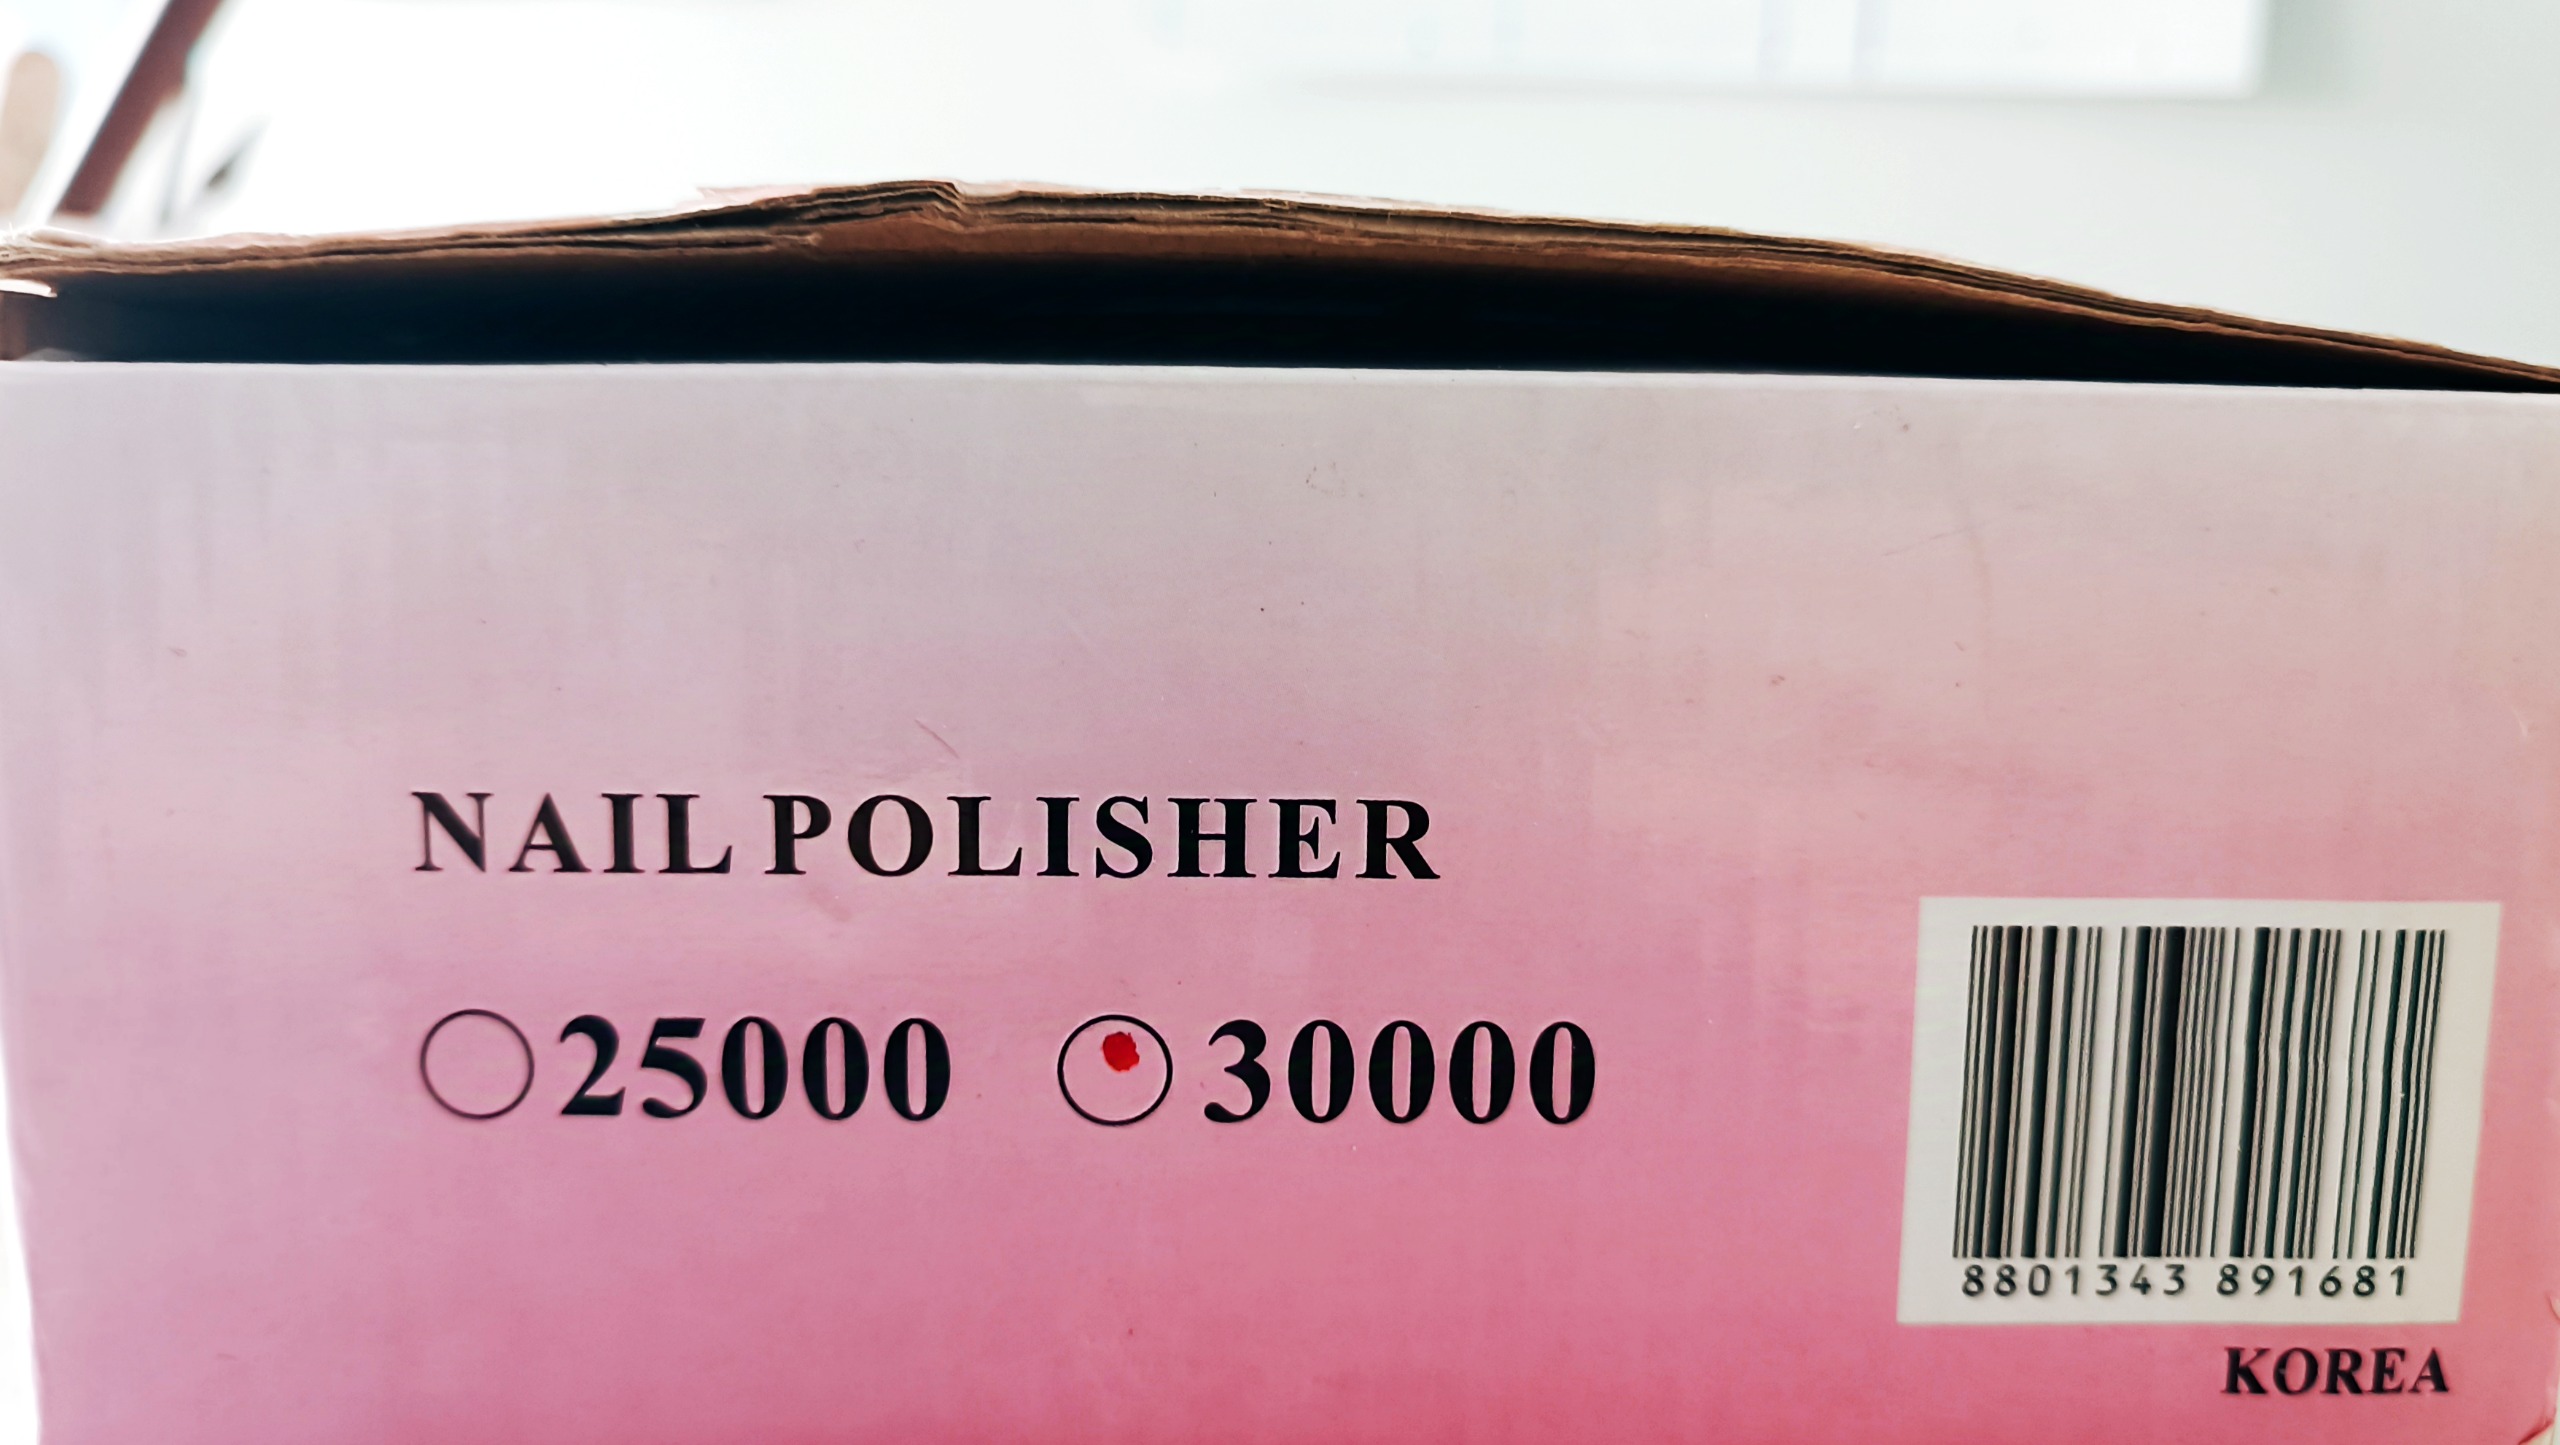 NAIL POLISHER
25000 30000
8801343 891681
KOREA